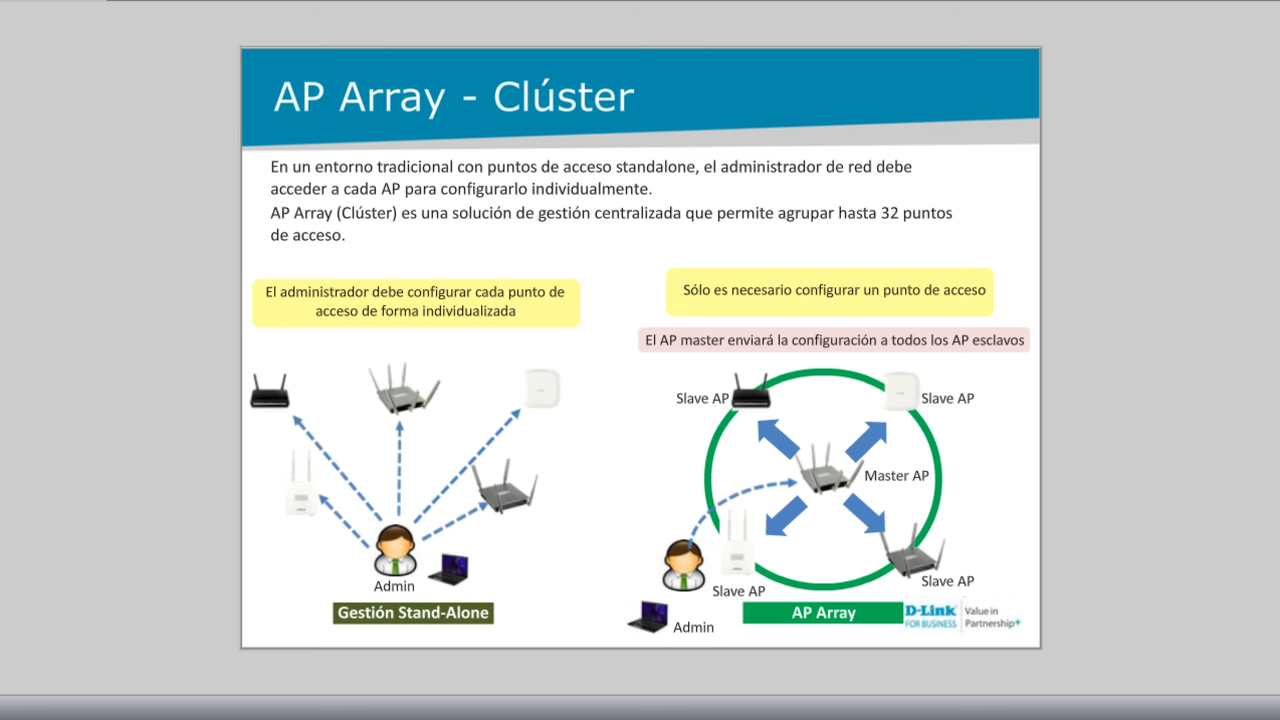 AP Array - Clúster
En un entorno tradicional con puntos de acceso standalone, el administrador de red debe
acceder a cada AP para configurarlo individualmente.
AP Array (Clúster) es una solución de gestión centralizada que permite agrupar hasta 32 puntos
de acceso.
El administrador debe configurar cada punto de
acceso de forma individualizada
Admin
Gestión Stand-Alone
Sólo es necesario configurar un punto de acceso
El AP master enviará la configuración a todos los AP esclavos
Slave AP
Slave AP
Master AP
Slave AP
Slave AP
Admin
AP Array
D-Link
FOR BUSINESS
Value in
Partnership+